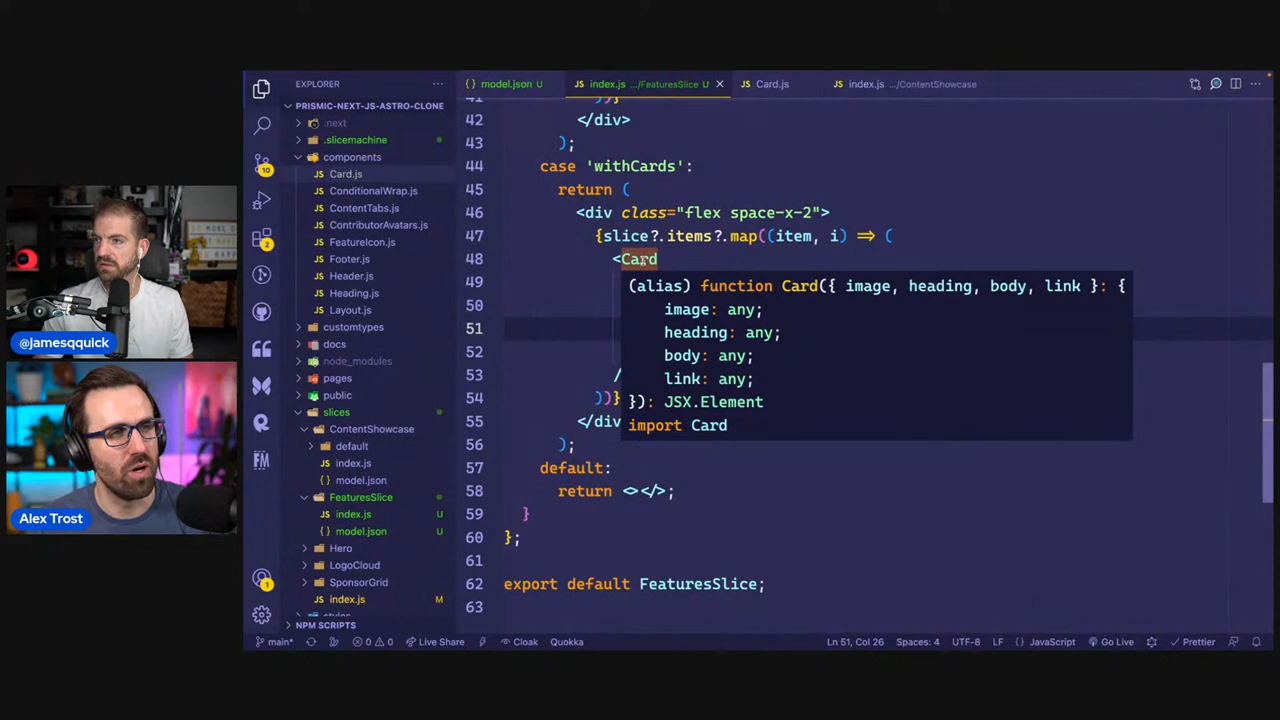 EXPLORER
PRISMIC-NEXT-JS-ASTRO-CLONE
.next
.slicemachine
components
Card.js
ConditionalWrap.js
ContentTabs.js
ContributorAvatars.js
FeatureIcon.js
Footer.js
Header.js
Heading.js
Layout.js
customtypes
docs
node_modules
pages
public
slices
ContentShowcase
default
index.js
model.json
FeaturesSlice
index.js U
model.json U
Hero
LogoCloud
SponsorGrid
index.js M
NPM SCRIPTS
10
2
1
FM
@jamesqquick
Alex Trost
model.json U
index.js .../FeaturesSlice U
Card.js
index.js .../ContentShowcase
41 ))}
42 </div>
43 );
44 case 'withCards':
45 return (
46 <div class="flex space-x-2">
47 {slice?.items?.map((item, i) => (
48 <Card
49
50
51
52
53 /
54 ))}
55 </div
56 );
57 default:
58 return <></>;
59 }
60 };
61
62 export default FeaturesSlice;
63
(alias) function Card({ image, heading, body, link }: {
image: any;
heading: any;
body: any;
link: any;
}): JSX.Element
import Card
main* 0 0 Live Share Cloak Quokka Ln 51, Col 26 Spaces: 4 UTF-8 LF JavaScript Go Live Prettier